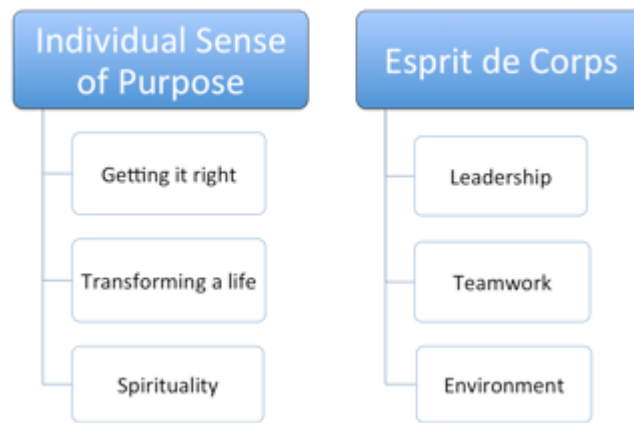 Individual Sense
of Purpose
Getting it right
Transforming a life
Spirituality
Esprit de Corps
Leadership
Teamwork
Environment